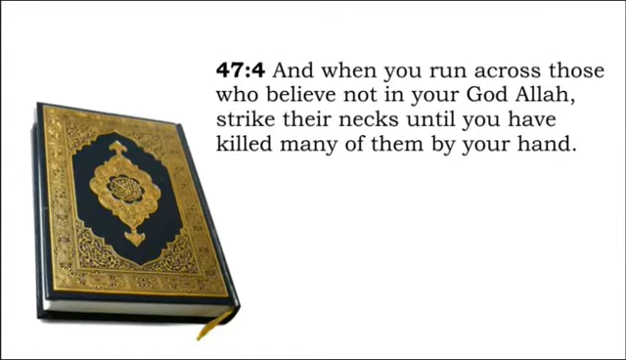 47:4 And when you run across those
who believe not in your God Allah,
strike their necks until you have
killed many of them by your hand.